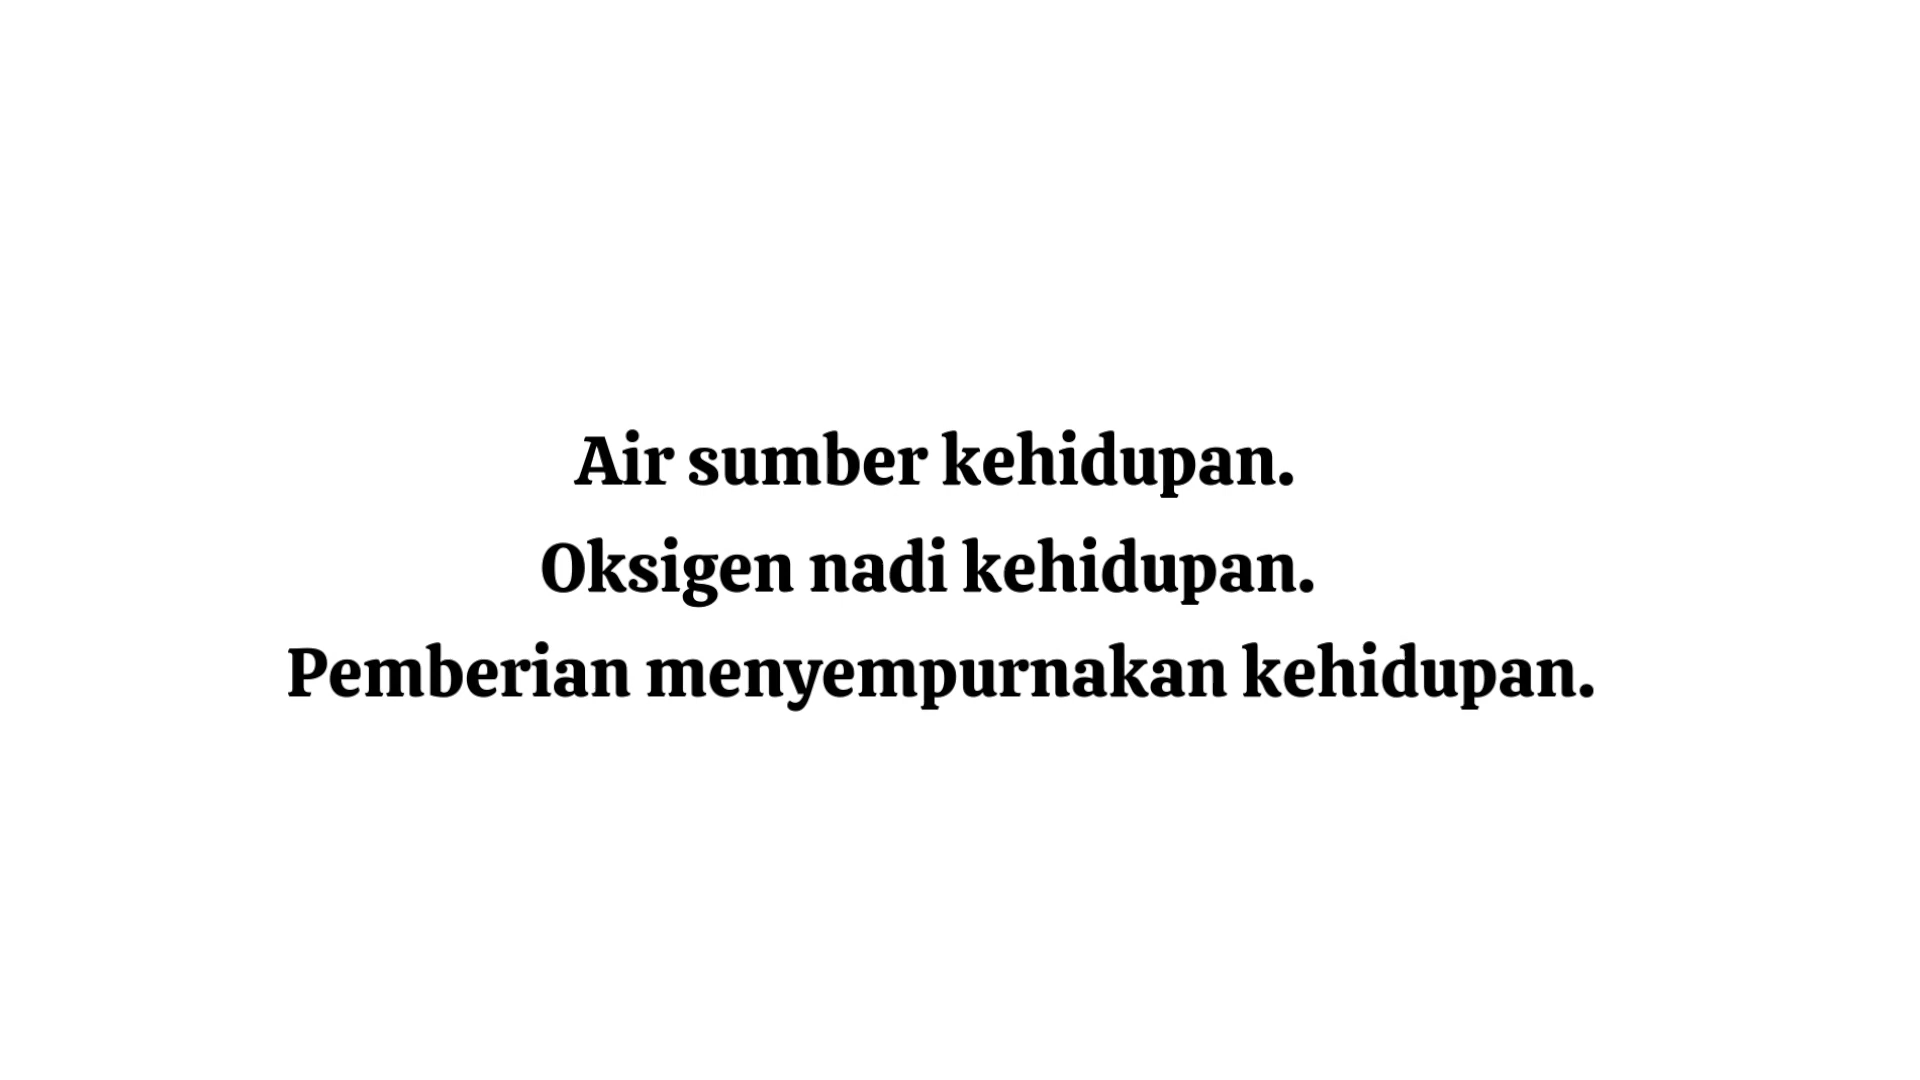 Air sumber kehidupan.
Oksigen nadi kehidupan.
Pemberian menyempurnakan kehidupan.